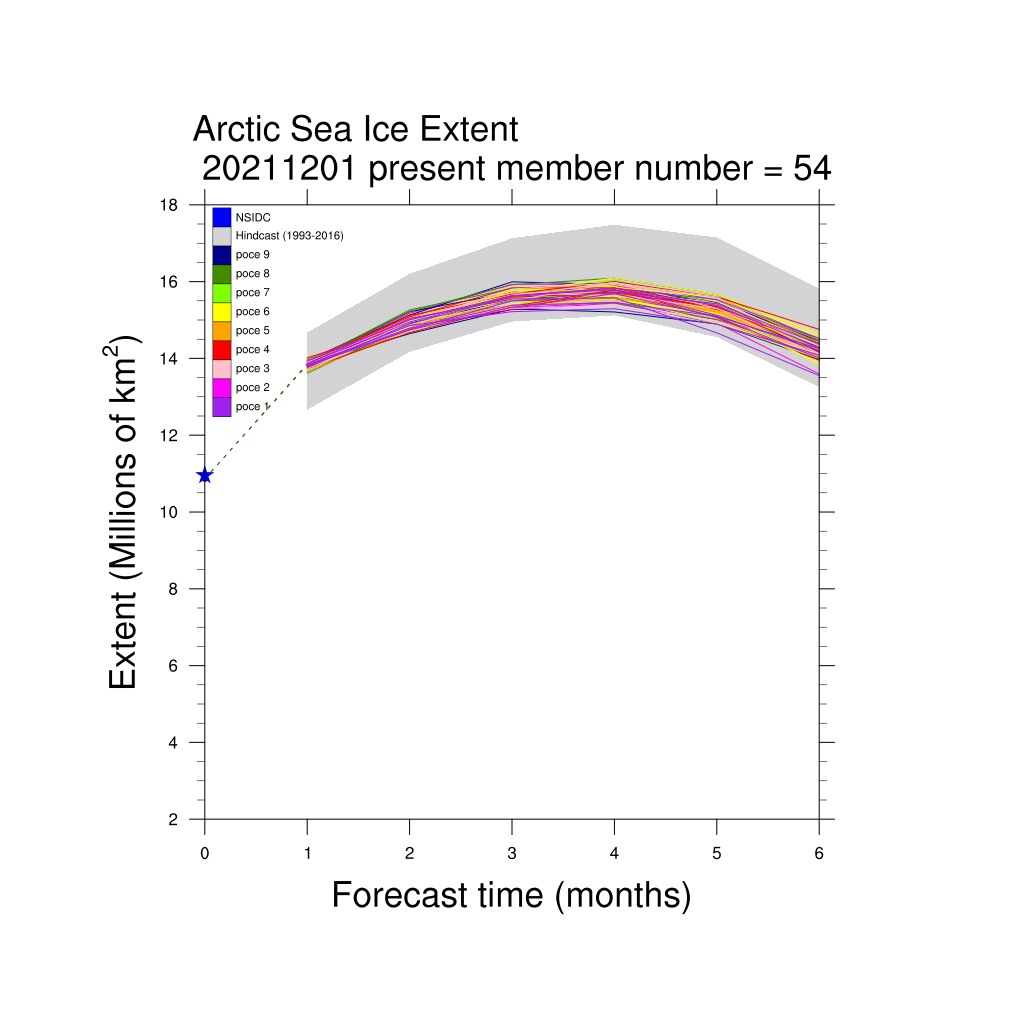 Arctic Sea Ice Extent
20211201 present member number = 54
18
16
14
12
10
8
6
4
2
NSIDC
Hindcast (1993-2016)
poce 9
poce 8
poce 7
poce 6
poce 5
poce 4
poce 3
poce 2
poce 1
Extent (Millions of km²)
0 1 2 3 4 5 6
Forecast time (months)